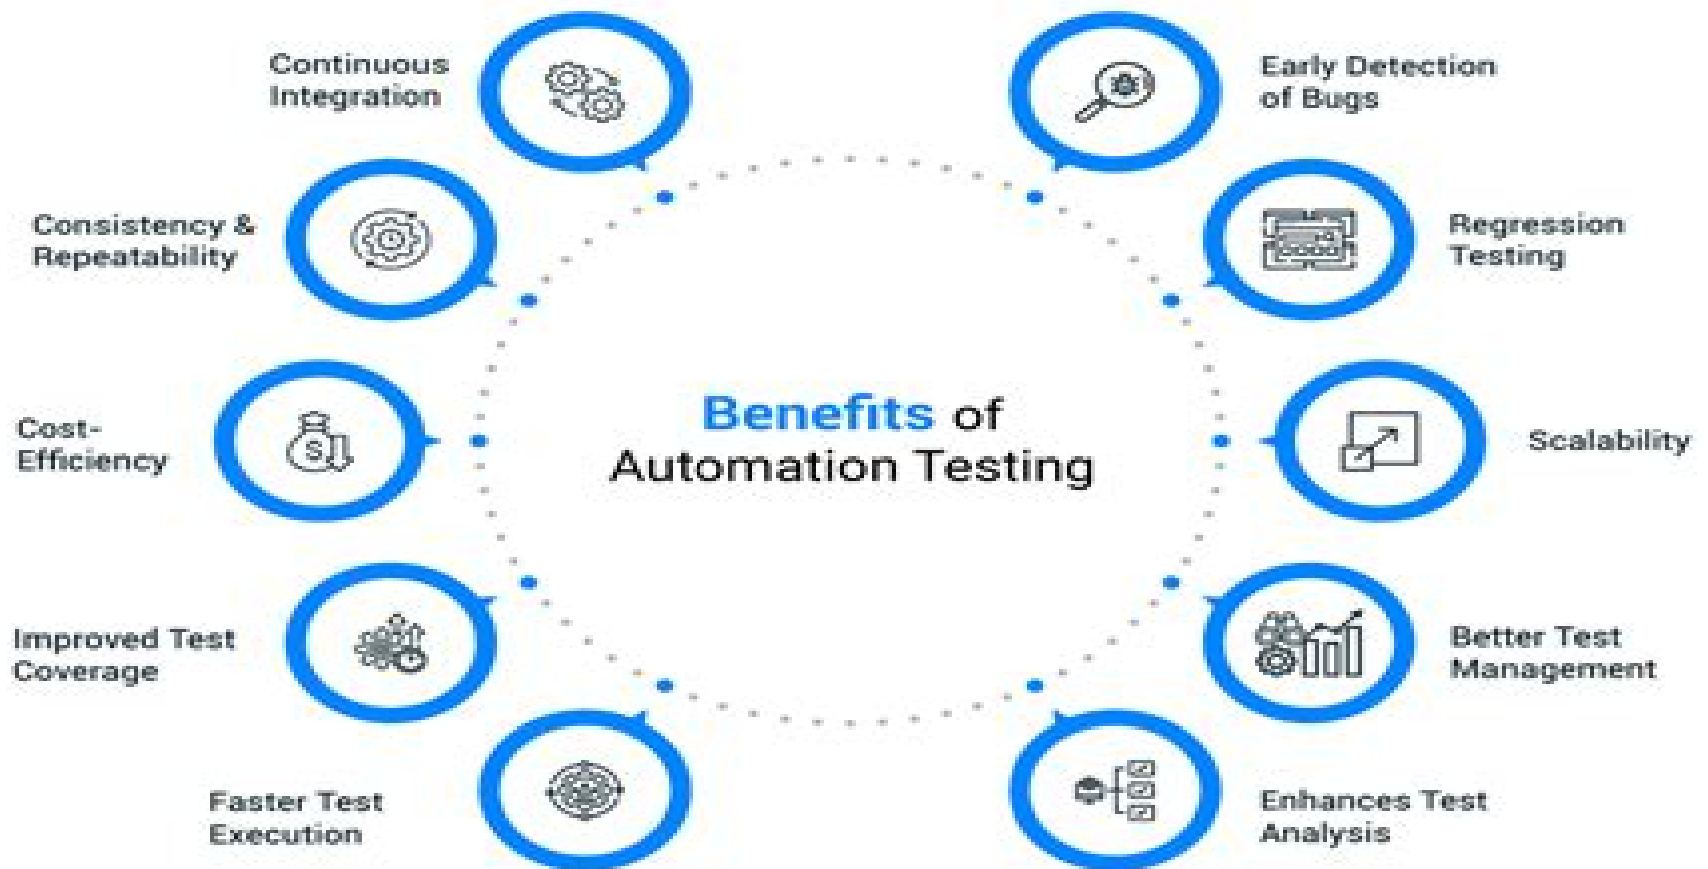 Continuous
Integration
Early Detection
of Bugs
Consistency &
Repeatability
Regression
Testing
Benefits of
Automation Testing
Cost-
Efficiency
Scalability
Improved Test
Coverage
Better Test
Management
Faster Test
Execution
Enhances Test
Analysis